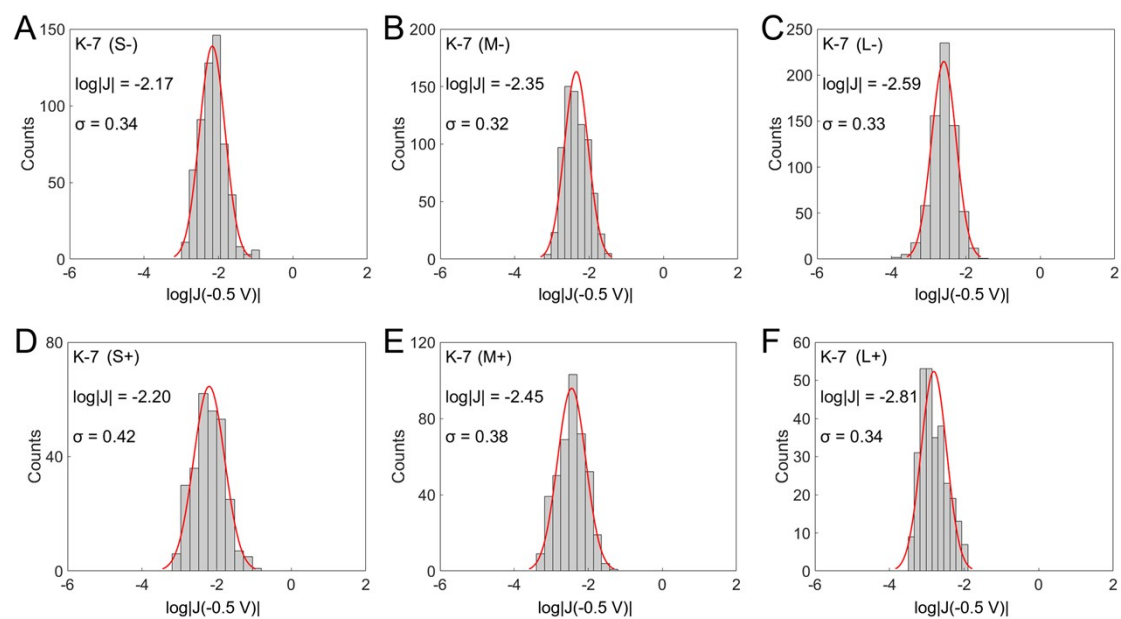 A
K-7 (S-)
log|J| = -2.17
σ = 0.34
Counts
150
100
50
0
-6 -4 -2 0 2
log|J(-0.5 V)|
B
K-7 (M-)
log|J| = -2.35
σ = 0.32
Counts
200
150
100
50
0
-6 -4 -2 0 2
log|J(-0.5 V)|
C
K-7 (L-)
log|J| = -2.59
σ = 0.33
Counts
250
200
150
100
50
0
-6 -4 -2 0 2
log|J(-0.5 V)|
D
K-7 (S+)
log|J| = -2.20
σ = 0.42
Counts
80
40
0
-6 -4 -2 0 2
log|J(-0.5 V)|
E
K-7 (M+)
log|J| = -2.45
σ = 0.38
Counts
120
80
40
0
-6 -4 -2 0 2
log|J(-0.5 V)|
F
K-7 (L+)
log|J| = -2.81
σ = 0.34
Counts
60
50
40
30
20
10
0
-6 -4 -2 0 2
log|J(-0.5 V)|